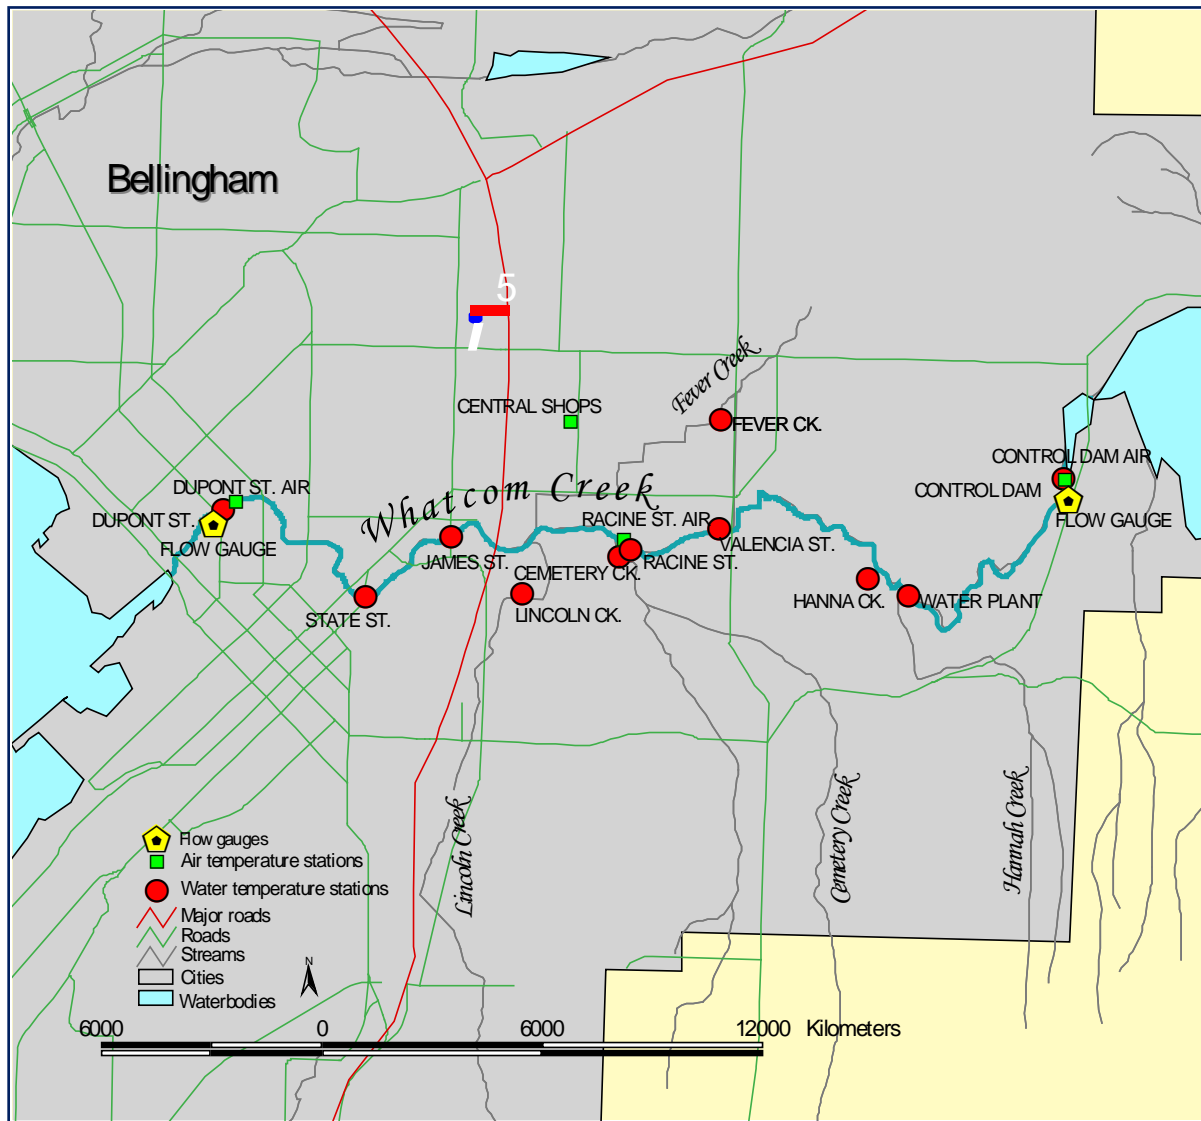 Bellingham
5
I
Fever Creek
CENTRAL SHOPS
FEVER CK.
Whatcom Creek
CONTROL DAM AIR
DUPONT ST. AIR
CONTROL DAM
DUPONT ST.
RACINE ST. AIR
FLOW GAUGE
FLOW GAUGE
VALENCIA ST.
JAMES ST.
RACINE ST.
CEMETERY CK.
HANNA CK.
WATER PLANT
LINCOLN CK.
STATE ST.
Lincoln Creek
Cemetery Creek
Hannah Creek
Flow gauges
Air temperature stations
Water temperature stations
Major roads
Roads
Streams
Cities
Waterbodies
N
6000 0 6000 12000 Kilometers